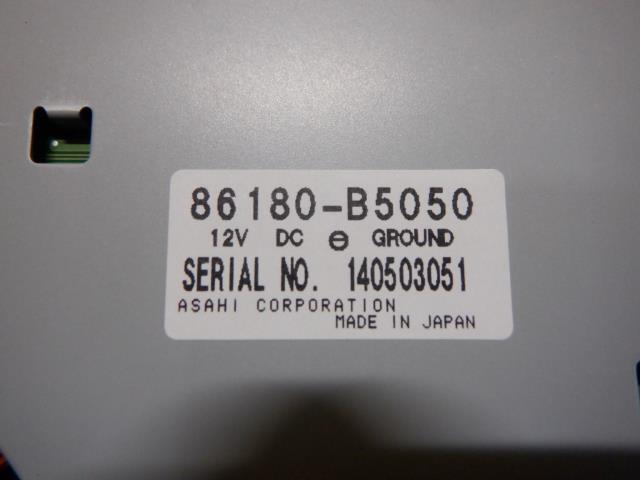 86180-B5050
12V DC ⊖ GROUND
SERIAL NO. 140503051
ASAHI CORPORATION
MADE IN JAPAN